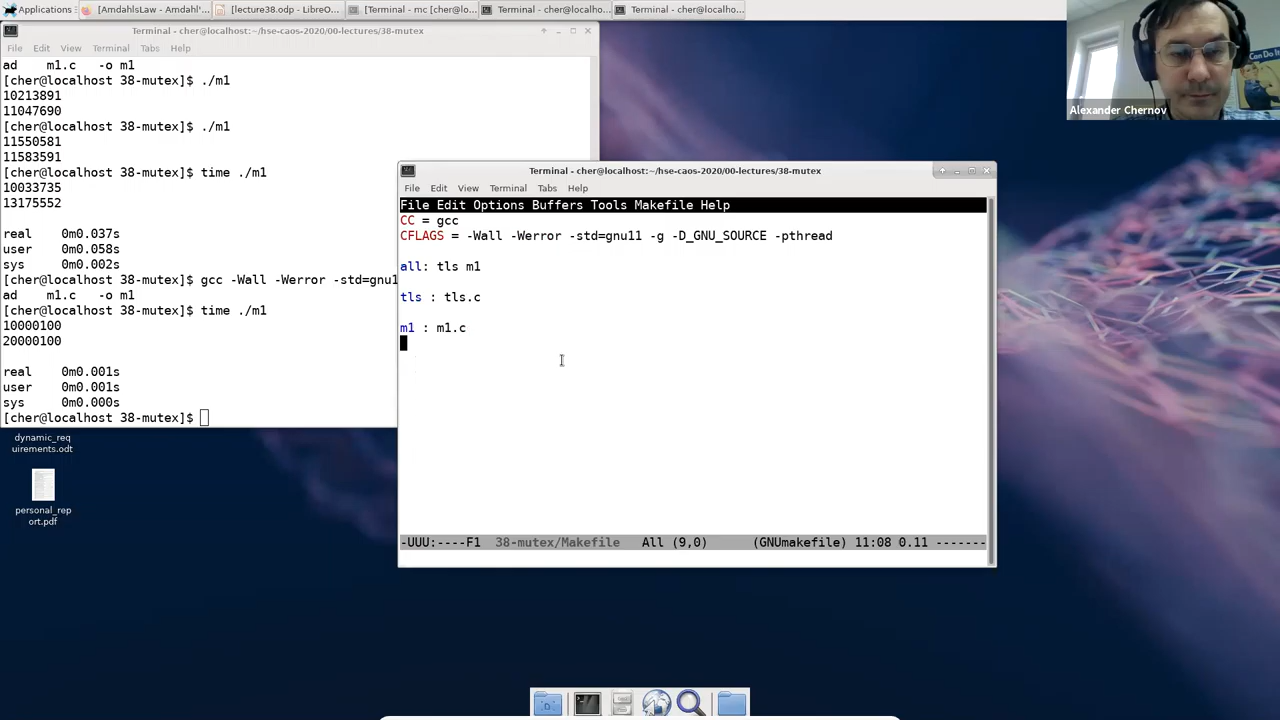 Applications
[AmdahlsLaw - Amdahl'...
[lecture38.odp - LibreO...
[Terminal - mc [cher@lo...
Terminal - cher@localho...
Terminal - cher@localho...
Terminal - cher@localhost:~/hse-caos-2020/00-lectures/38-mutex
File Edit View Terminal Tabs Help
ad    m1.c   -o m1
[cher@localhost 38-mutex]$ ./m1
10213891
11047690
[cher@localhost 38-mutex]$ ./m1
11550581
11583591
[cher@localhost 38-mutex]$ time ./m1
10033735
13175552
real    0m0.037s
user    0m0.058s
sys     0m0.002s
[cher@localhost 38-mutex]$ gcc -Wall -Werror -std=gnu1
ad    m1.c   -o m1
[cher@localhost 38-mutex]$ time ./m1
10000100
20000100
real    0m0.001s
user    0m0.001s
sys     0m0.000s
[cher@localhost 38-mutex]$
Terminal - cher@localhost:~/hse-caos-2020/00-lectures/38-mutex
File Edit View Terminal Tabs Help
File Edit Options Buffers Tools Makefile Help
CC = gcc
CFLAGS = -Wall -Werror -std=gnu11 -g -D_GNU_SOURCE -pthread
all: tls m1
tls : tls.c
m1 : m1.c
-UUU:----F1  38-mutex/Makefile   All (9,0)      (GNUmakefile) 11:08 0.11 -------
dynamic_req
uirements.odt
personal_rep
ort.pdf
Alexander Chernov